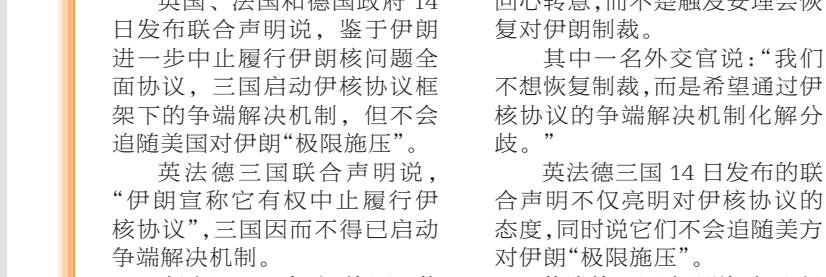 英国、法国和德国政府 14
日发布联合声明说，鉴于伊朗
进一步中止履行伊朗核问题全
面协议，三国启动伊核协议框
架下的争端解决机制，但不会
追随美国对伊朗“极限施压”。
英法德三国联合声明说，
“伊朗宣称它有权中止履行伊
核协议”,三国因而不得已启动
争端解决机制。
回心转意,而不是触发安理会恢
复对伊朗制裁。
其中一名外交官说:“我们
不想恢复制裁,而是希望通过伊
核协议的争端解决机制化解分
歧。”
英法德三国 14 日发布的联
合声明不仅亮明对伊核协议的
态度,同时说它们不会追随美方
对伊朗“极限施压”。